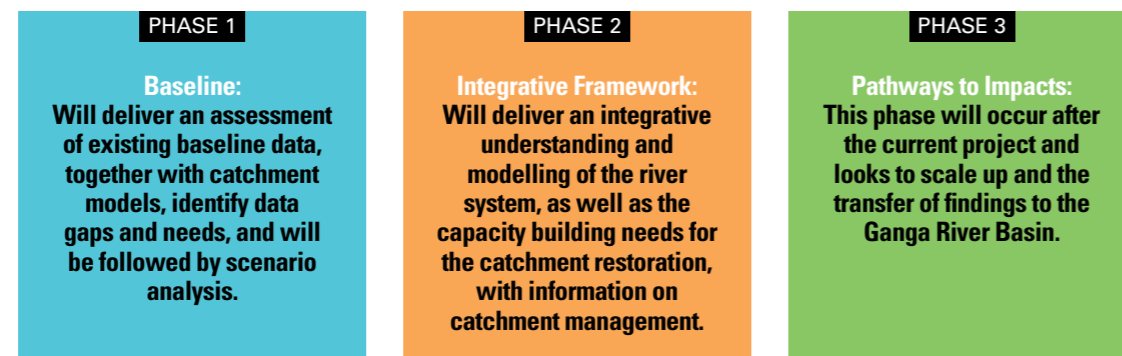 PHASE 1
Baseline:
Will deliver an assessment
of existing baseline data,
together with catchment
models, identify data
gaps and needs, and will
be followed by scenario
analysis.
PHASE 2
Integrative Framework:
Will deliver an integrative
understanding and
modelling of the river
system, as well as the
capacity building needs for
the catchment restoration,
with information on
catchment management.
PHASE 3
Pathways to Impacts:
This phase will occur after
the current project and
looks to scale up and the
transfer of findings to the
Ganga River Basin.